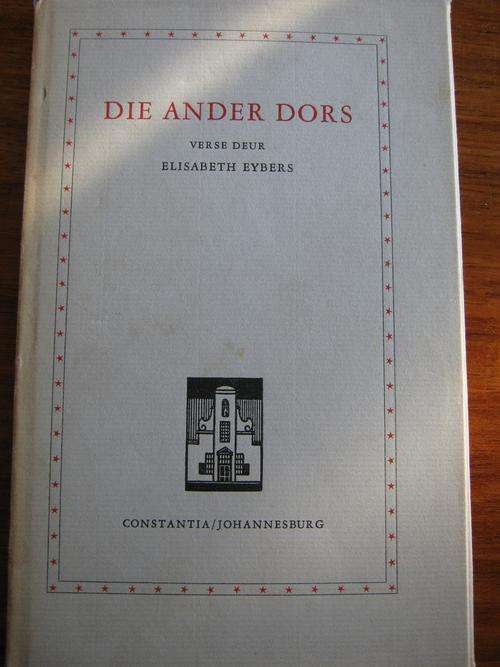 DIE ANDER DORS
VERSE DEUR
ELISABETH EYBERS
CONSTANTIA/JOHANNESBURG